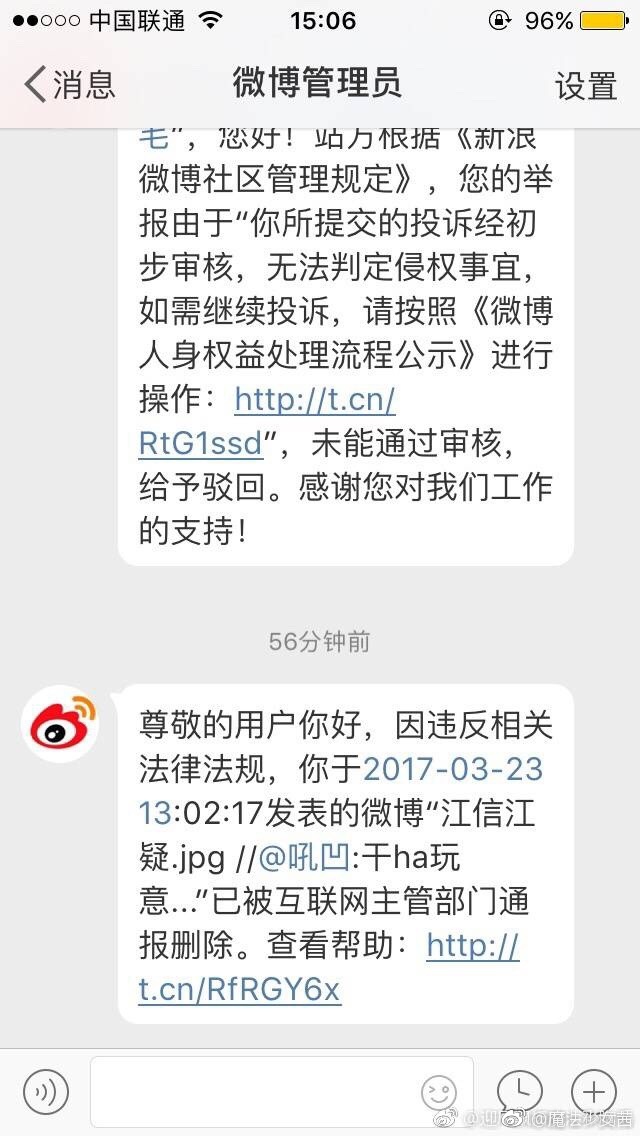 中国联通 15:06 96%
消息 微博管理员 设置
毛”，您好！站方根据《新浪
微博社区管理规定》，您的举
报由于“你所提交的投诉经初
步审核，无法判定侵权事宜，
如需继续投诉，请按照《微博
人身权益处理流程公示》进行
操作：http://t.cn/
RtG1ssd”，未能通过审核，
给予驳回。感谢您对我们工作
的支持！
56分钟前
尊敬的用户你好，因违反相关
法律法规，你于2017-03-23
13:02:17发表的微博“江信江
疑.jpg //@吼凹:干ha玩
意...”已被互联网主管部门通
报删除。查看帮助：http://
t.cn/RfRGY6x